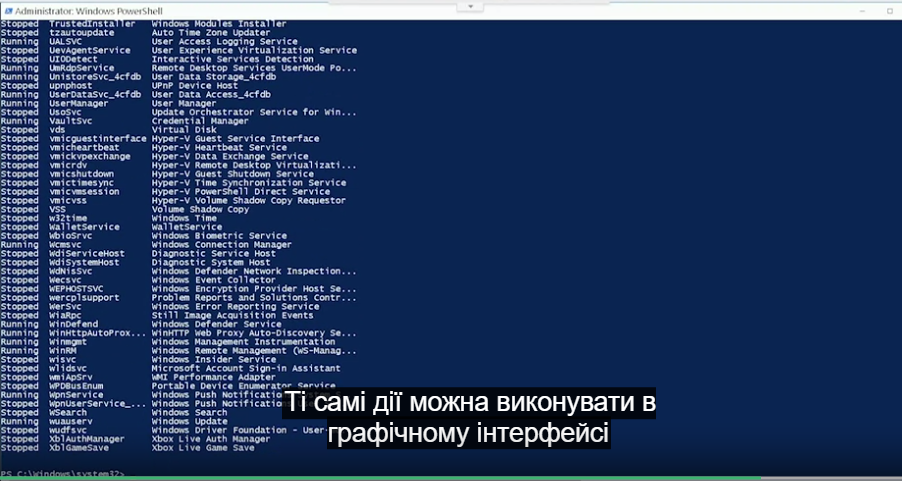 Administrator: Windows PowerShell
Stopped TrustedInstaller Windows Modules Installer
Stopped tzautoupdate Auto Time Zone Updater
Running UALSVC User Access Logging Service
Stopped UevAgentService User Experience Virtualization Service
Stopped UI0Detect Interactive Services Detection
Running UmRdpService Remote Desktop Services UserMode Po...
Running UnistoreSvc_4cfdb User Data Storage_4cfdb
Stopped upnphost UPnP Device Host
Running UserDataSvc_4cfdb User Data Access_4cfdb
Running UserManager User Manager
Stopped UsoSvc Update Orchestrator Service for Win...
Running VaultSvc Credential Manager
Stopped vds Virtual Disk
Stopped vmicguestinterface Hyper-V Guest Service Interface
Stopped vmicheartbeat Hyper-V Heartbeat Service
Stopped vmickvpexchange Hyper-V Data Exchange Service
Stopped vmicrdv Hyper-V Remote Desktop Virtualizati...
Stopped vmicshutdown Hyper-V Guest Shutdown Service
Stopped vmictimesync Hyper-V Time Synchronization Service
Stopped vmicvmsession Hyper-V PowerShell Direct Service
Stopped vmicvss Hyper-V Volume Shadow Copy Requestor
Stopped VSS Volume Shadow Copy
Stopped w32time Windows Time
Stopped WalletService WalletService
Stopped WbioSrvc Windows Biometric Service
Running Wcmsvc Windows Connection Manager
Stopped WdiServiceHost Diagnostic Service Host
Stopped WdiSystemHost Diagnostic System Host
Stopped WdNisSvc Windows Defender Network Inspection...
Stopped Wecsvc Windows Event Collector
Stopped WEPHOSTSVC Windows Encryption Provider Host Se...
Stopped wercplsupport Problem Reports and Solutions Contr...
Stopped WerSvc Windows Error Reporting Service
Stopped WiaRpc Still Image Acquisition Events
Running WinDefend Windows Defender Service
Running WinHttpAutoProx... WinHTTP Web Proxy Auto-Discovery Se...
Running Winmgmt Windows Management Instrumentation
Running WinRM Windows Remote Management (WS-Manag...
Stopped wisvc Windows Insider Service
Stopped wlidsvc Microsoft Account Sign-in Assistant
Stopped wmiApSrv WMI Performance Adapter
Stopped WPDBusEnum Portable Device Enumerator Service
Running WpnService Windows Push Notificati
Stopped WpnUserService_... Windows Push Notificati
Stopped WSearch Windows Search
Running wuauserv Windows Update
Stopped wudfsvc Windows Driver Foundation - User-
Stopped XblAuthManager Xbox Live Auth Manager
Stopped XblGameSave Xbox Live Game Save
PS C:\Windows\system32>
Ті самі дії можна виконувати в
графічному інтерфейсі